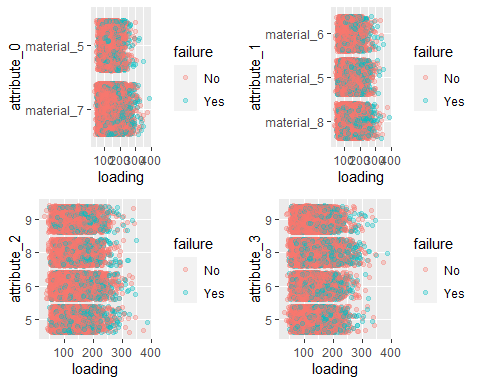 attribute_0
material_5
material_7
100200300400
loading
failure
No
Yes
attribute_1
material_6
material_5
material_8
100200300400
loading
failure
No
Yes
attribute_2
9
8
6
5
100 200 300 400
loading
failure
No
Yes
attribute_3
9
8
6
5
100 200 300 400
loading
failure
No
Yes